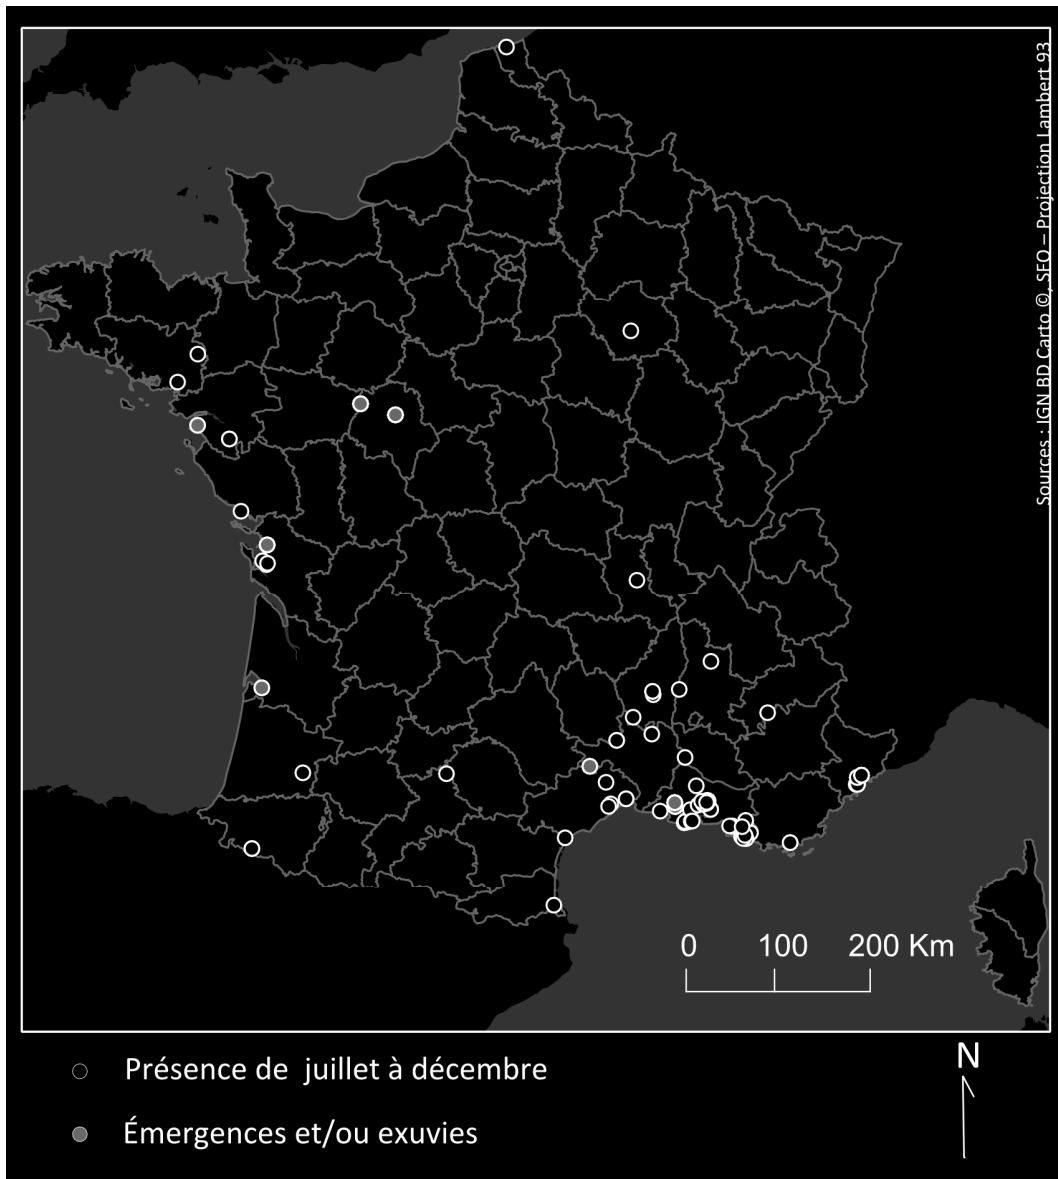 Sources : IGN BD Carto ©, SEO – Projection Lambert 93
0 100 200 Km
N
Présence de juillet à décembre
Émergences et/ou exuvies